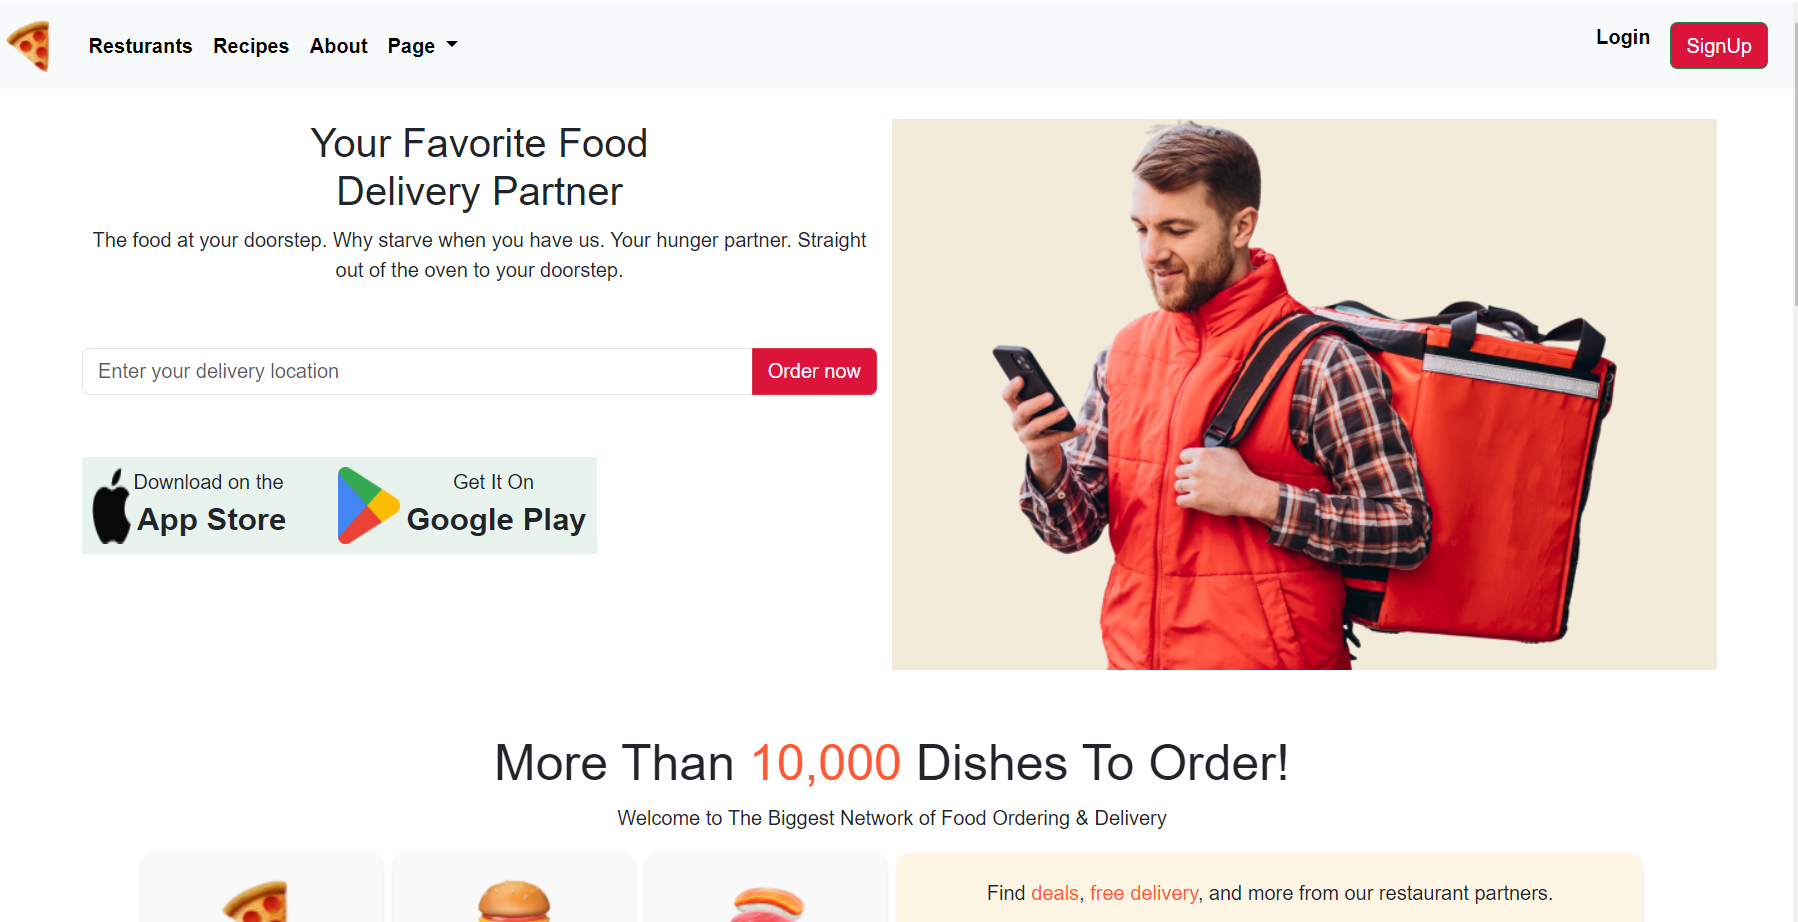 Resturants Recipes About Page Login SignUp
Your Favorite Food
Delivery Partner
The food at your doorstep. Why starve when you have us. Your hunger partner. Straight
out of the oven to your doorstep.
Enter your delivery location Order now
Download on the
App Store
Get It On
Google Play
More Than 10,000 Dishes To Order!
Welcome to The Biggest Network of Food Ordering & Delivery
Find deals, free delivery, and more from our restaurant partners.